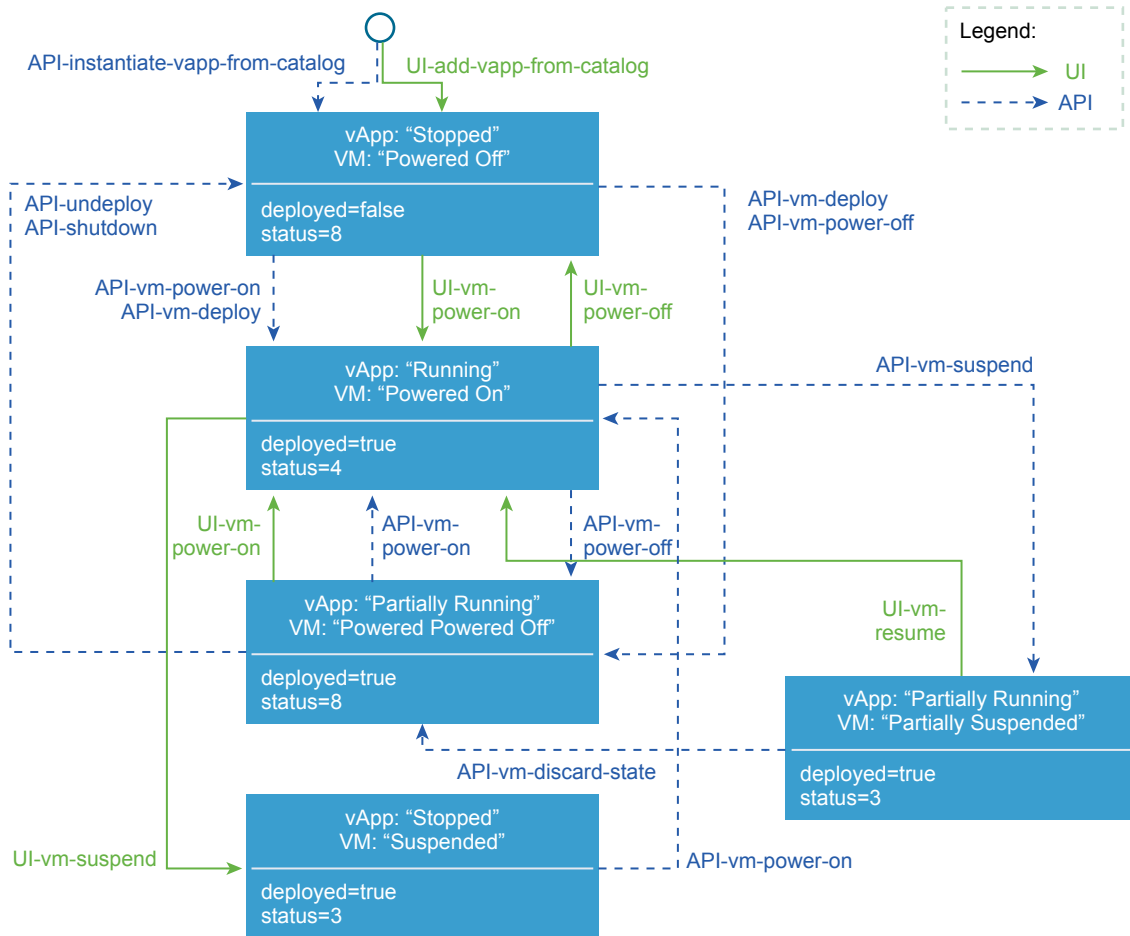 Legend:
UI
API
API-instantiate-vapp-from-catalog
UI-add-vapp-from-catalog
vApp: “Stopped”
VM: “Powered Off”
deployed=false
status=8
API-undeploy
API-shutdown
API-vm-deploy
API-vm-power-off
API-vm-power-on
API-vm-deploy
UI-vm-
power-on
UI-vm-
power-off
vApp: “Running”
VM: “Powered On”
deployed=true
status=4
API-vm-suspend
UI-vm-
power-on
API-vm-
power-on
API-vm-
power-off
vApp: “Partially Running”
VM: “Powered Powered Off”
deployed=true
status=8
UI-vm-
resume
vApp: “Partially Running”
VM: “Partially Suspended”
deployed=true
status=3
API-vm-discard-state
vApp: “Stopped”
VM: “Suspended”
deployed=true
status=3
UI-vm-suspend
API-vm-power-on